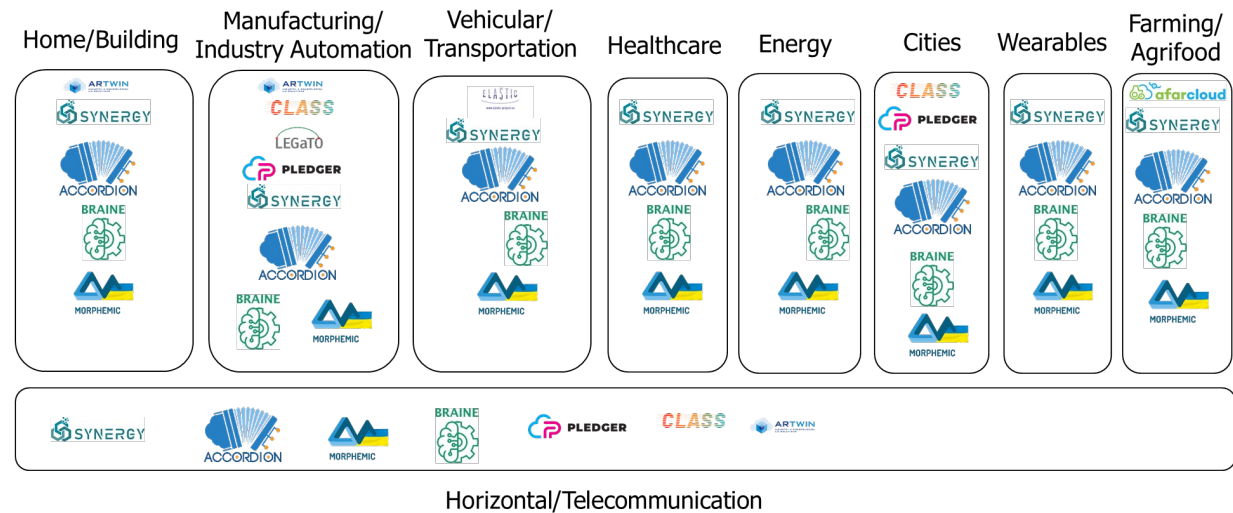 Home/Building
ARTWIN
SYNERGY
ACCORDION
BRAINE
MORPHEMIC
Manufacturing/
Industry Automation
ARTWIN
CLASS
LEGaTO
PLEDGER
SYNERGY
ACCORDION
BRAINE
MORPHEMIC
Vehicular/
Transportation
ELASTIC
SYNERGY
ACCORDION
BRAINE
MORPHEMIC
Healthcare
SYNERGY
ACCORDION
BRAINE
MORPHEMIC
Energy
SYNERGY
ACCORDION
BRAINE
MORPHEMIC
Cities
CLASS
PLEDGER
SYNERGY
ACCORDION
BRAINE
MORPHEMIC
Wearables
SYNERGY
ACCORDION
BRAINE
MORPHEMIC
Farming/
Agrifood
afarcloud
SYNERGY
ACCORDION
BRAINE
MORPHEMIC
SYNERGY
ACCORDION
MORPHEMIC
BRAINE
PLEDGER
CLASS
ARTWIN
Horizontal/Telecommunication